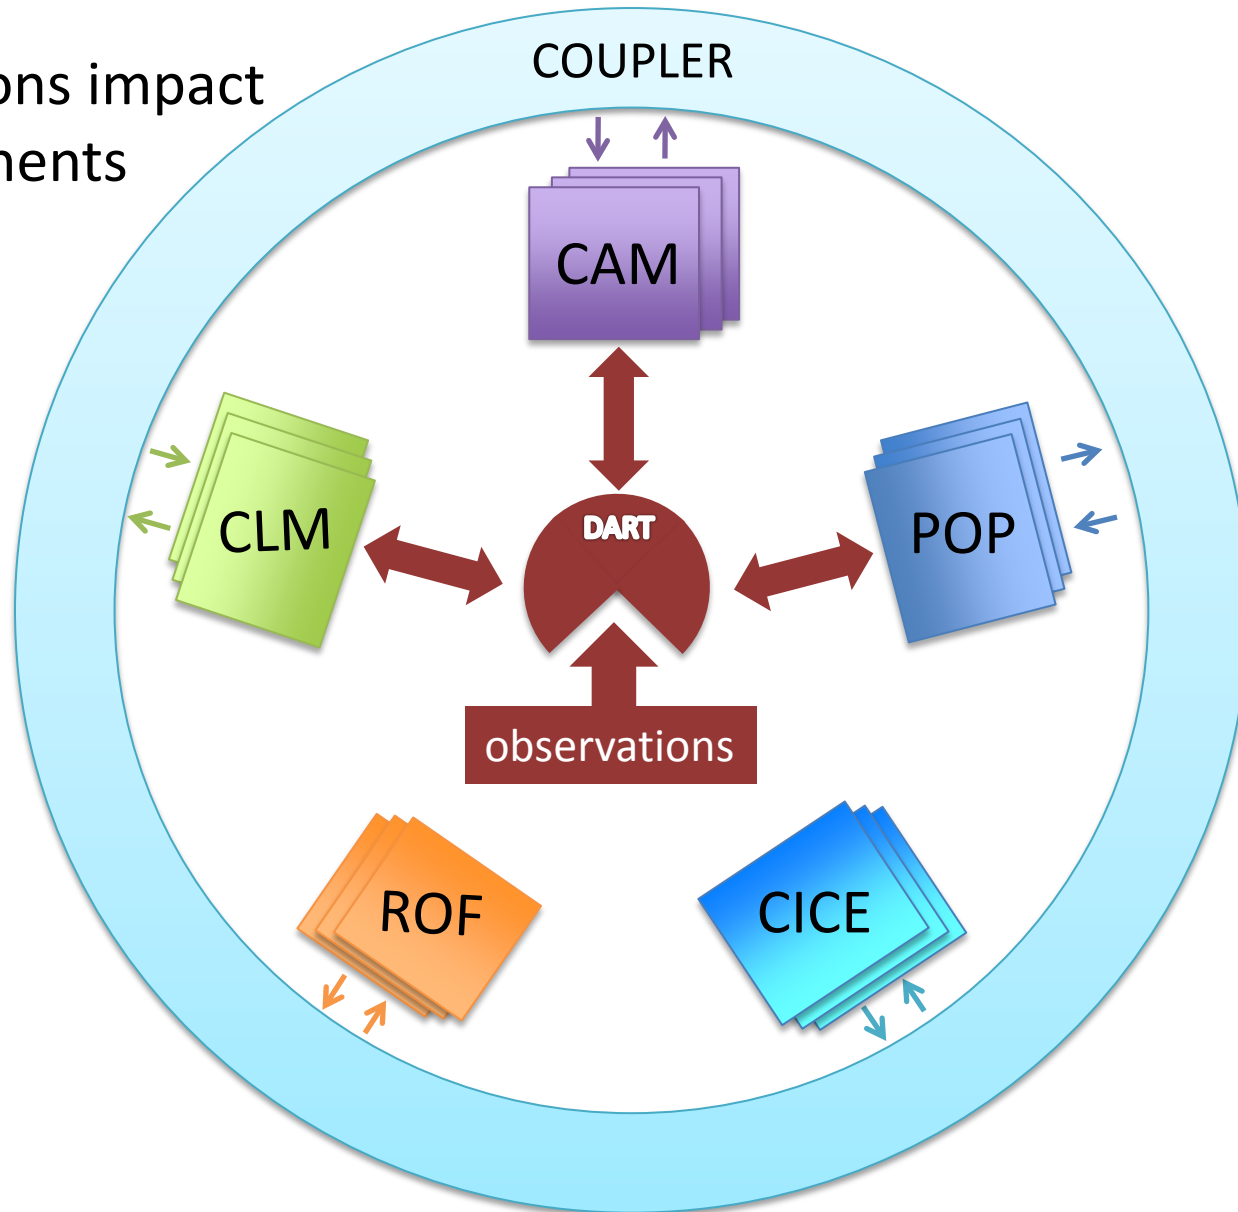 COUPLER
ons impact
nents
CAM
CLM
POP
DART
observations
ROF
CICE